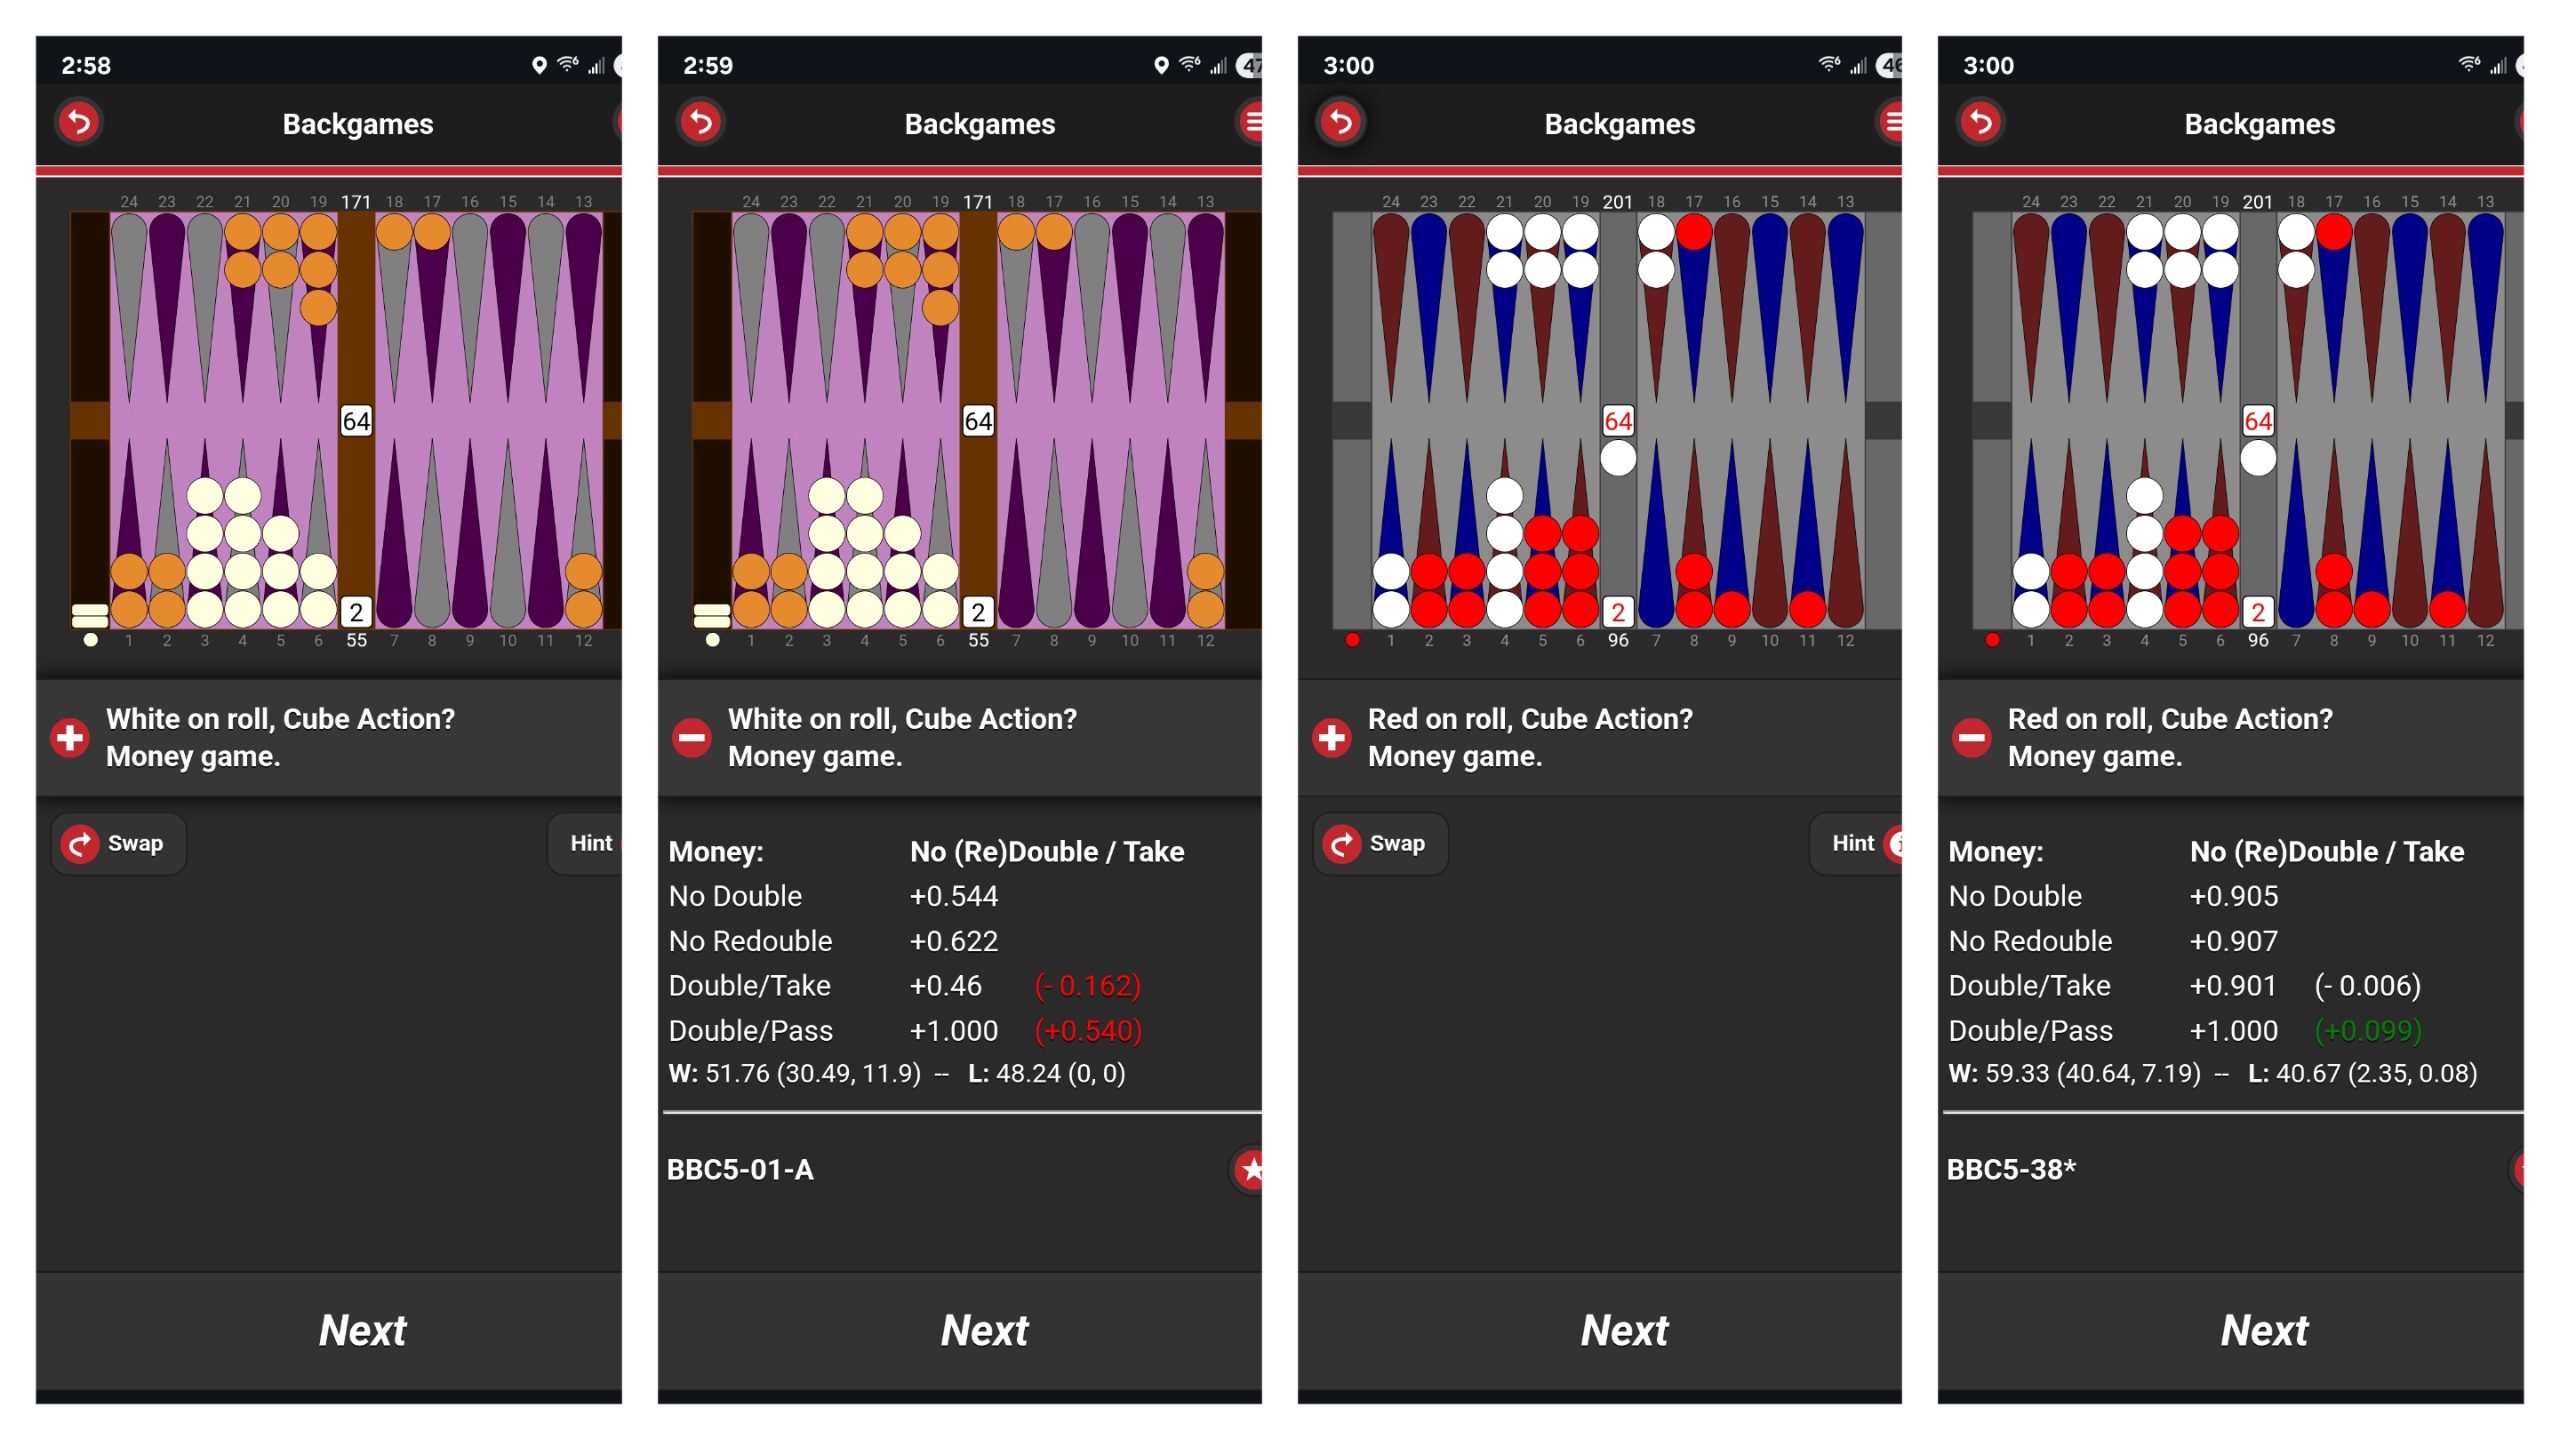 2:58
Backgames
24 23 22 21 20 19 171 18 17 16 15 14 13
64
2
1 2 3 4 5 6 55 7 8 9 10 11 12
White on roll, Cube Action?
Money game.
Swap
Hint
Next
2:59
47
Backgames
24 23 22 21 20 19 171 18 17 16 15 14 13
64
2
1 2 3 4 5 6 55 7 8 9 10 11 12
White on roll, Cube Action?
Money game.
Money: No (Re)Double / Take
No Double +0.544
No Redouble +0.622
Double/Take +0.46 (- 0.162)
Double/Pass +1.000 (+0.540)
W: 51.76 (30.49, 11.9) -- L: 48.24 (0, 0)
BBC5-01-A
Next
3:00
46
Backgames
24 23 22 21 20 19 201 18 17 16 15 14 13
64
2
1 2 3 4 5 6 96 7 8 9 10 11 12
Red on roll, Cube Action?
Money game.
Swap
Hint
Next
3:00
Backgames
24 23 22 21 20 19 201 18 17 16 15 14 13
64
2
1 2 3 4 5 6 96 7 8 9 10 11 12
Red on roll, Cube Action?
Money game.
Money: No (Re)Double / Take
No Double +0.905
No Redouble +0.907
Double/Take +0.901 (- 0.006)
Double/Pass +1.000 (+0.099)
W: 59.33 (40.64, 7.19) -- L: 40.67 (2.35, 0.08)
BBC5-38*
Next